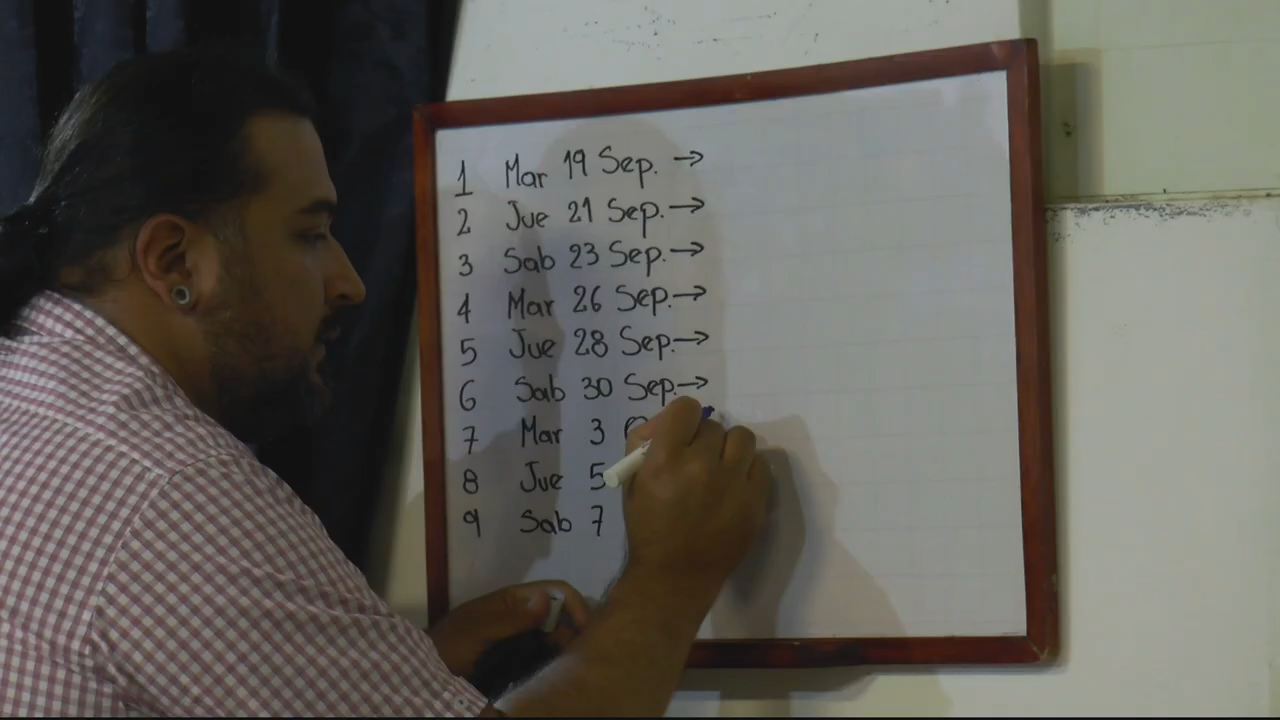 1 Mar 19 Sep. →
2 Jue 21 Sep. →
3 Sab 23 Sep. →
4 Mar 26 Sep. →
5 Jue 28 Sep. →
6 Sab 30 Sep. →
7 Mar 3
8 Jue 5
9 Sab 7